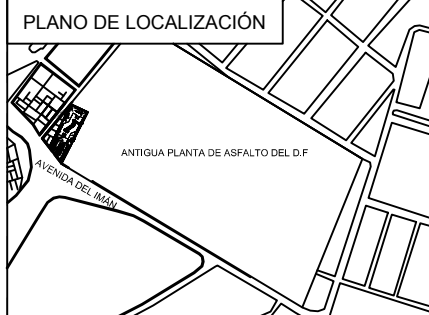 PLANO DE LOCALIZACIÓN
ANTIGUA PLANTA DE ASFALTO DEL D.F
AVENIDA DEL IMÁN